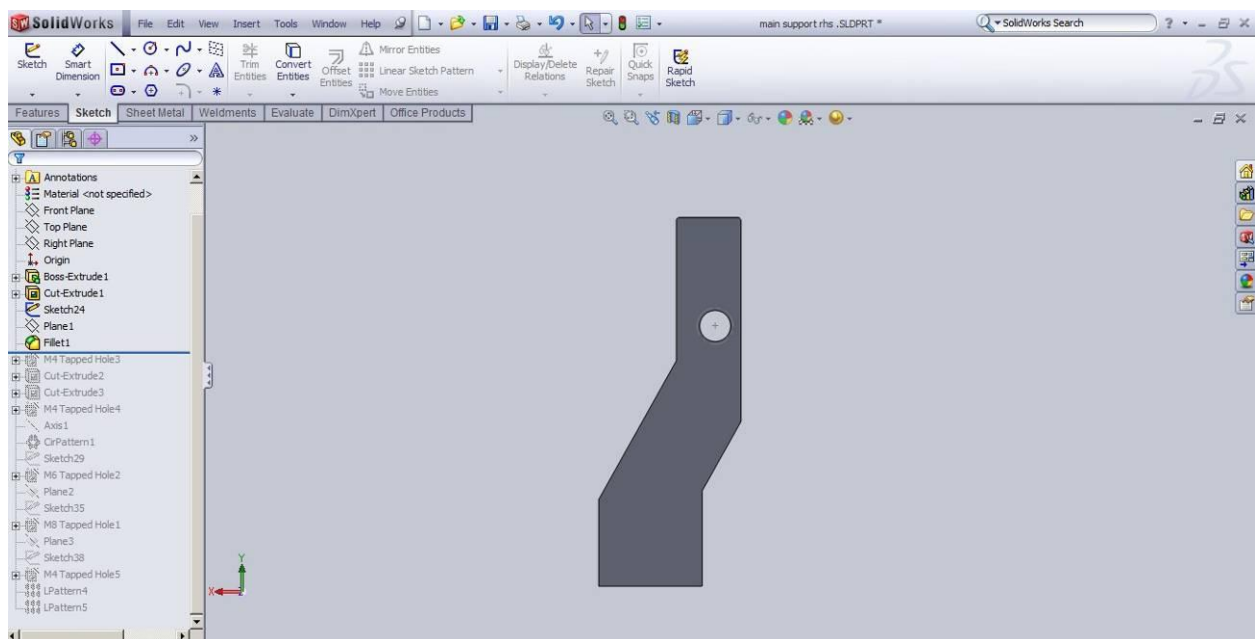 SolidWorks File Edit View Insert Tools Window Help main support rhs .SLDPRT * SolidWorks Search ?
Sketch Smart Dimension Trim Entities Convert Entities Offset Entities Mirror Entities Linear Sketch Pattern Move Entities Display/Delete Relations Repair Sketch Quick Snaps Rapid Sketch
Features Sketch Sheet Metal Weldments Evaluate DimXpert Office Products
Annotations
Material <not specified>
Front Plane
Top Plane
Right Plane
Origin
Boss-Extrude1
Cut-Extrude1
Sketch24
Plane1
Fillet1
M4 Tapped Hole3
Cut-Extrude2
Cut-Extrude3
M4 Tapped Hole4
Axis1
CirPattern1
Sketch29
M6 Tapped Hole2
Plane2
Sketch35
M8 Tapped Hole1
Plane3
Sketch38
M4 Tapped Hole5
LPattern4
LPattern5
Y
X